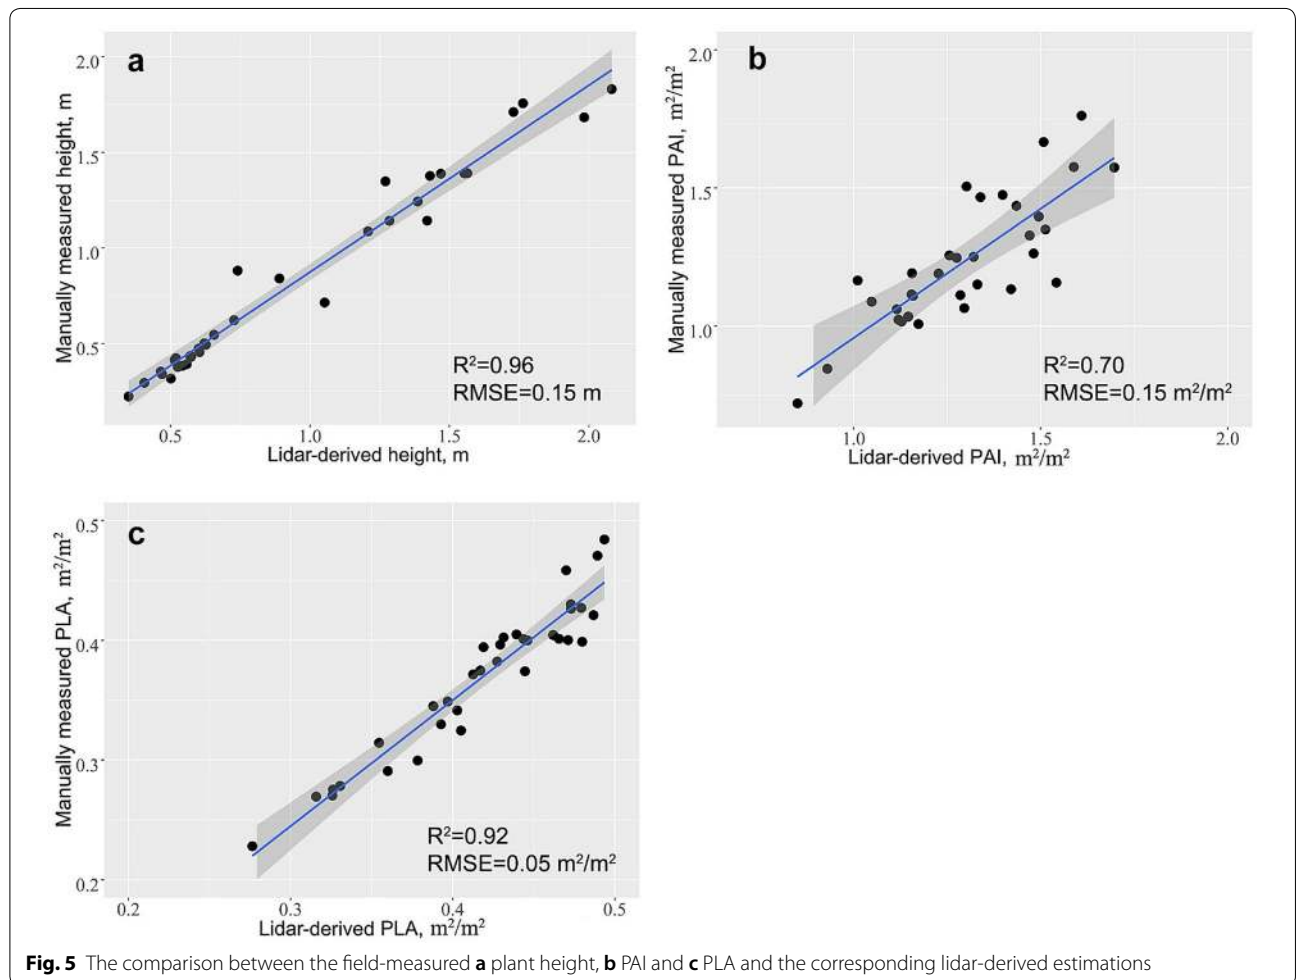 a
2.0
1.5
1.0
0.5
Manually measured height, m
R²=0.96
RMSE=0.15 m
0.5 1.0 1.5 2.0
Lidar-derived height, m
b
2.0
1.5
1.0
Manually measured PAI, m²/m²
R²=0.70
RMSE=0.15 m²/m²
1.0 1.5 2.0
Lidar-derived PAI, m²/m²
c
0.5
0.4
0.3
0.2
Manually measured PLA, m²/m²
R²=0.92
RMSE=0.05 m²/m²
0.2 0.3 0.4 0.5
Lidar-derived PLA, m²/m²
Fig. 5 The comparison between the field-measured a plant height, b PAI and c PLA and the corresponding lidar-derived estimations